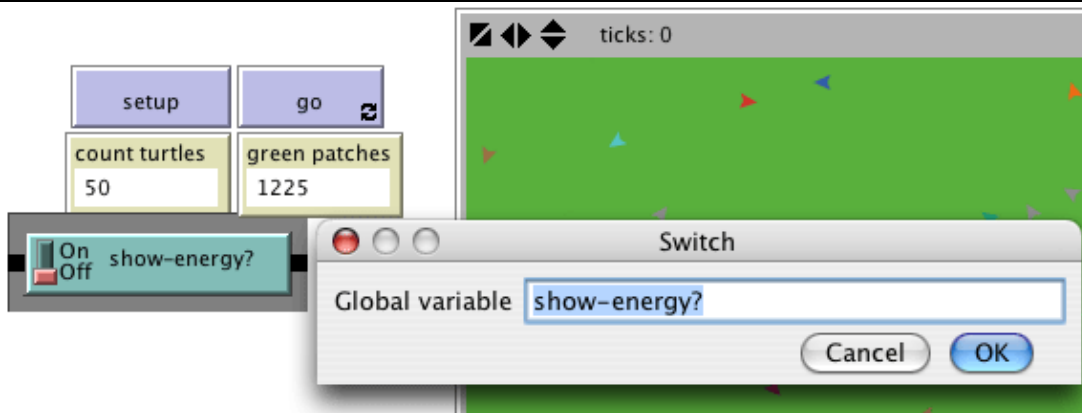 ticks: 0
setup
go
count turtles
50
green patches
1225
On
Off
show-energy?
Switch
Global variable
show-energy?
Cancel
OK